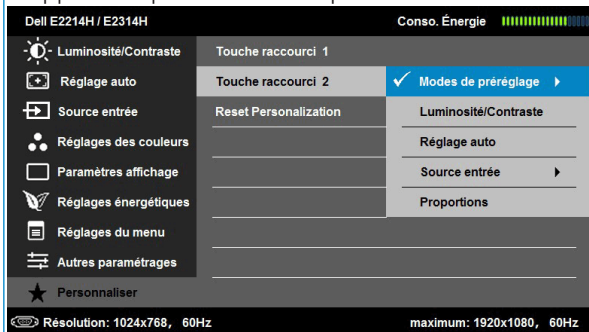 Dell E2214H / E2314H
Conso. Énergie
Luminosité/Contraste
Touche raccourci 1
Réglage auto
Touche raccourci 2
Modes de préréglage
Source entrée
Reset Personalization
Luminosité/Contraste
Réglages des couleurs
Réglage auto
Paramètres affichage
Source entrée
Réglages énergétiques
Proportions
Réglages du menu
Autres paramétrages
Personnaliser
Résolution: 1024x768, 60Hz
maximum: 1920x1080, 60Hz